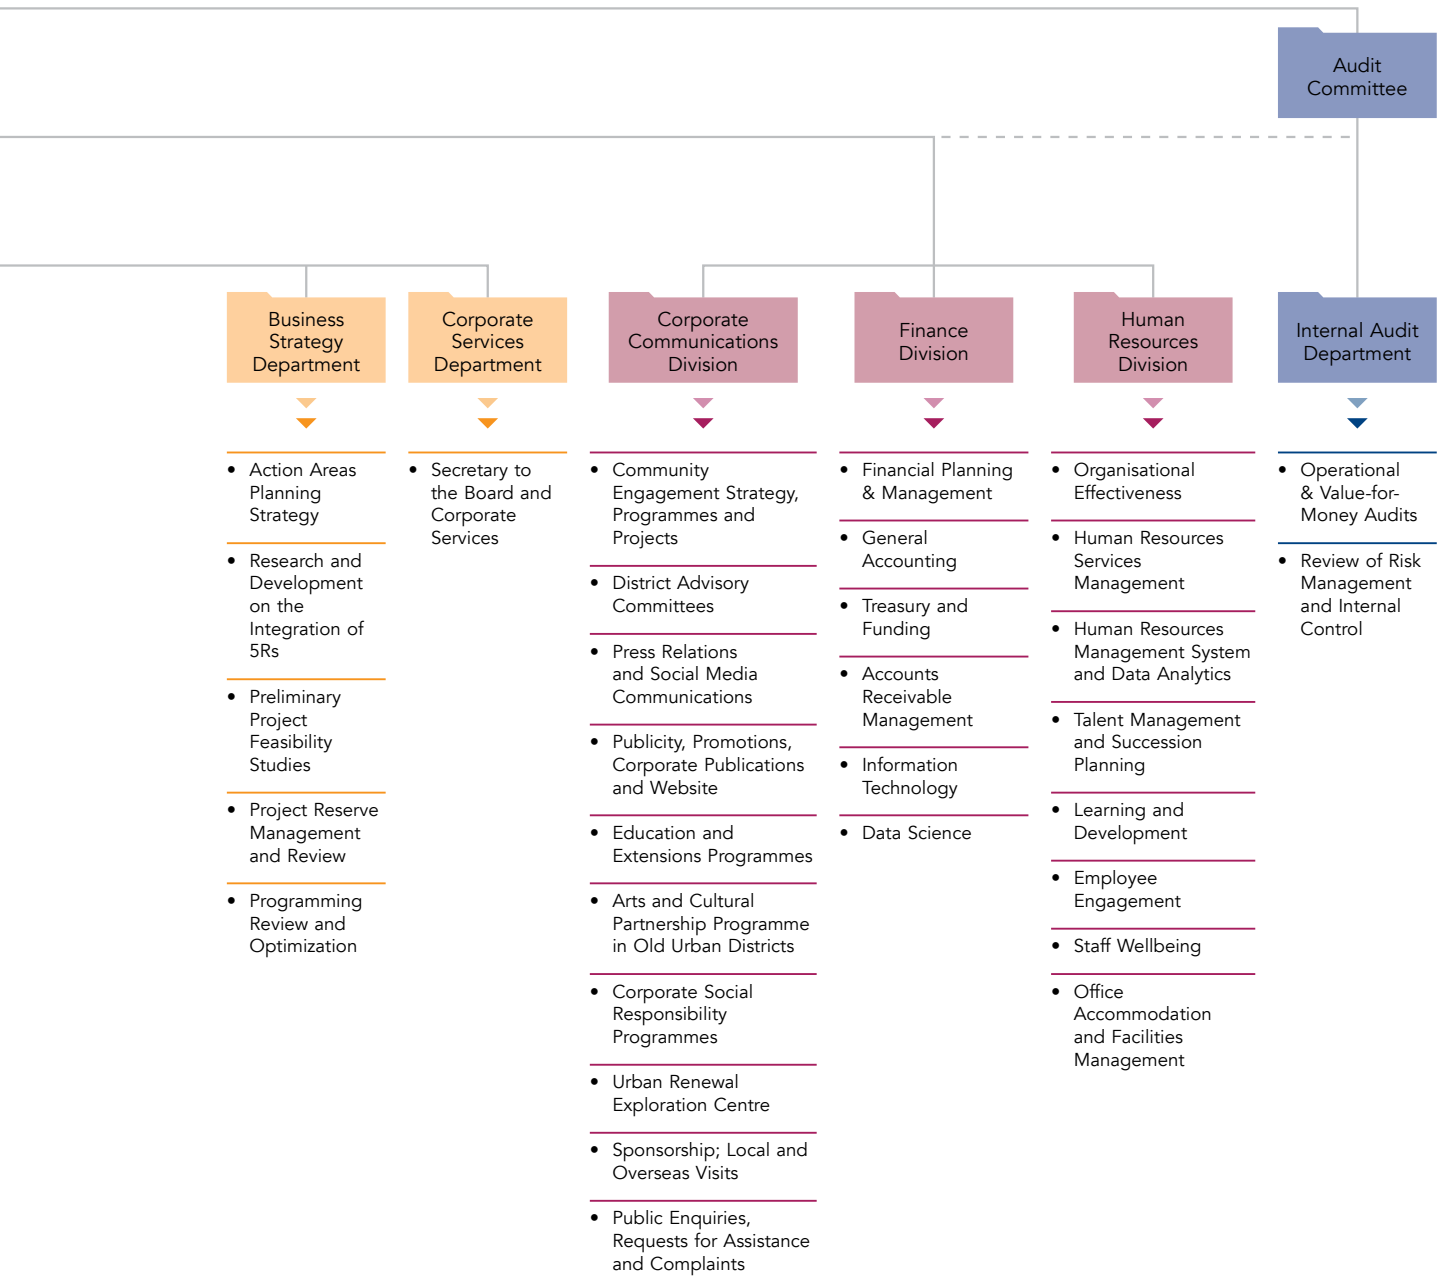 Audit
Committee
Business
Strategy
Department
Corporate
Services
Department
Corporate
Communications
Division
Finance
Division
Human
Resources
Division
Internal Audit
Department
• Action Areas
Planning
Strategy
• Research and
Development
on the
Integration of
5Rs
• Preliminary
Project
Feasibility
Studies
• Project Reserve
Management
and Review
• Programming
Review and
Optimization
• Secretary to
the Board and
Corporate
Services
• Community
Engagement Strategy,
Programmes and
Projects
• District Advisory
Committees
• Press Relations
and Social Media
Communications
• Publicity, Promotions,
Corporate Publications
and Website
• Education and
Extensions Programmes
• Arts and Cultural
Partnership Programme
in Old Urban Districts
• Corporate Social
Responsibility
Programmes
• Urban Renewal
Exploration Centre
• Sponsorship; Local and
Overseas Visits
• Public Enquiries,
Requests for Assistance
and Complaints
• Financial Planning
& Management
• General
Accounting
• Treasury and
Funding
• Accounts
Receivable
Management
• Information
Technology
• Data Science
• Organisational
Effectiveness
• Human Resources
Services
Management
• Human Resources
Management System
and Data Analytics
• Talent Management
and Succession
Planning
• Learning and
Development
• Employee
Engagement
• Staff Wellbeing
• Office
Accommodation
and Facilities
Management
• Operational
& Value-for-
Money Audits
• Review of Risk
Management
and Internal
Control